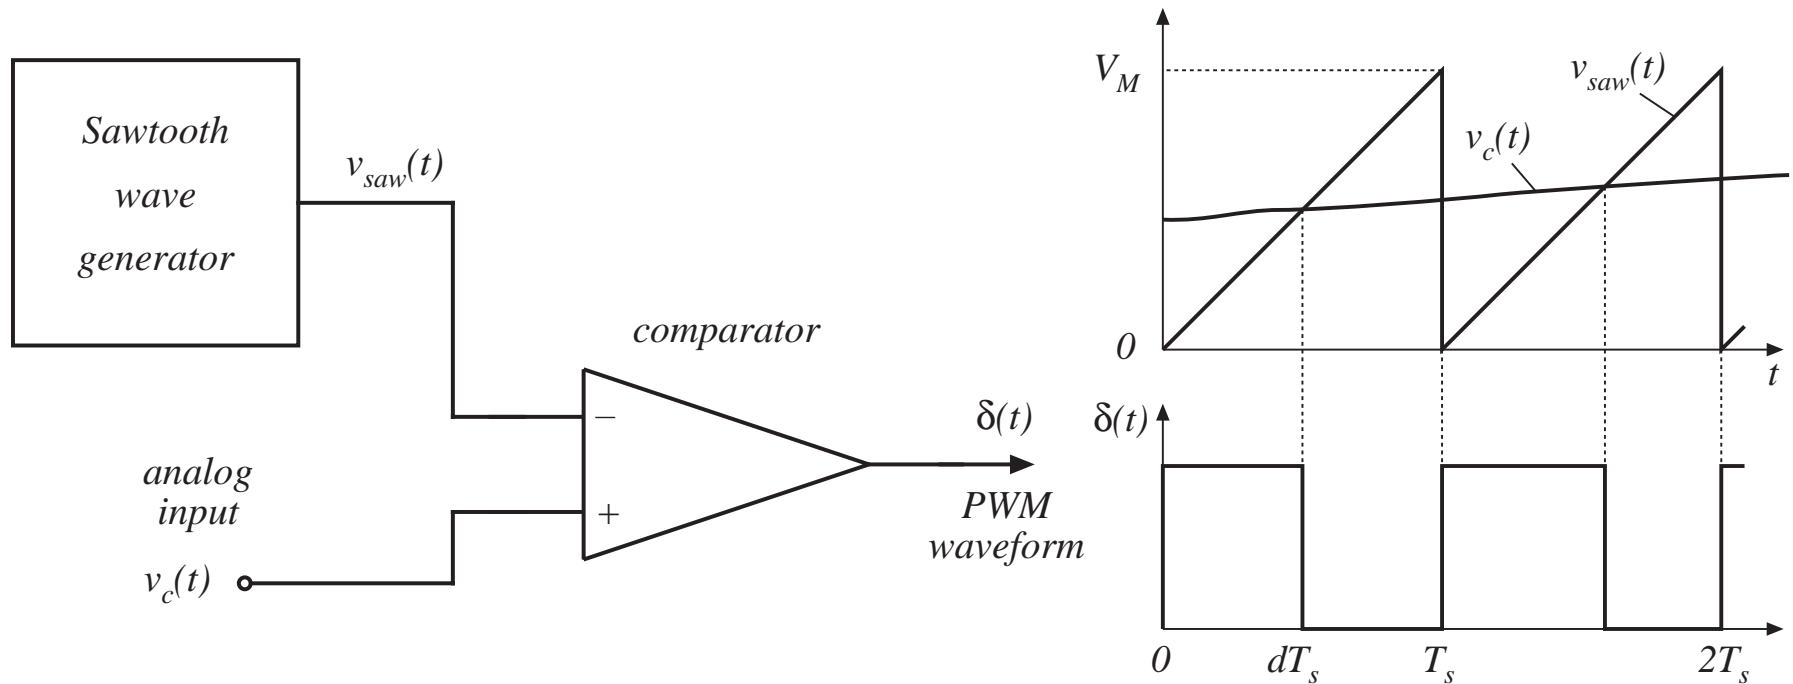 Sawtooth
wave
generator
v_saw(t)
comparator
−
+
analog
input
v_c(t)
δ(t)
PWM
waveform
V_M
v_saw(t)
v_c(t)
0
t
δ(t)
0
dT_s
T_s
2T_s